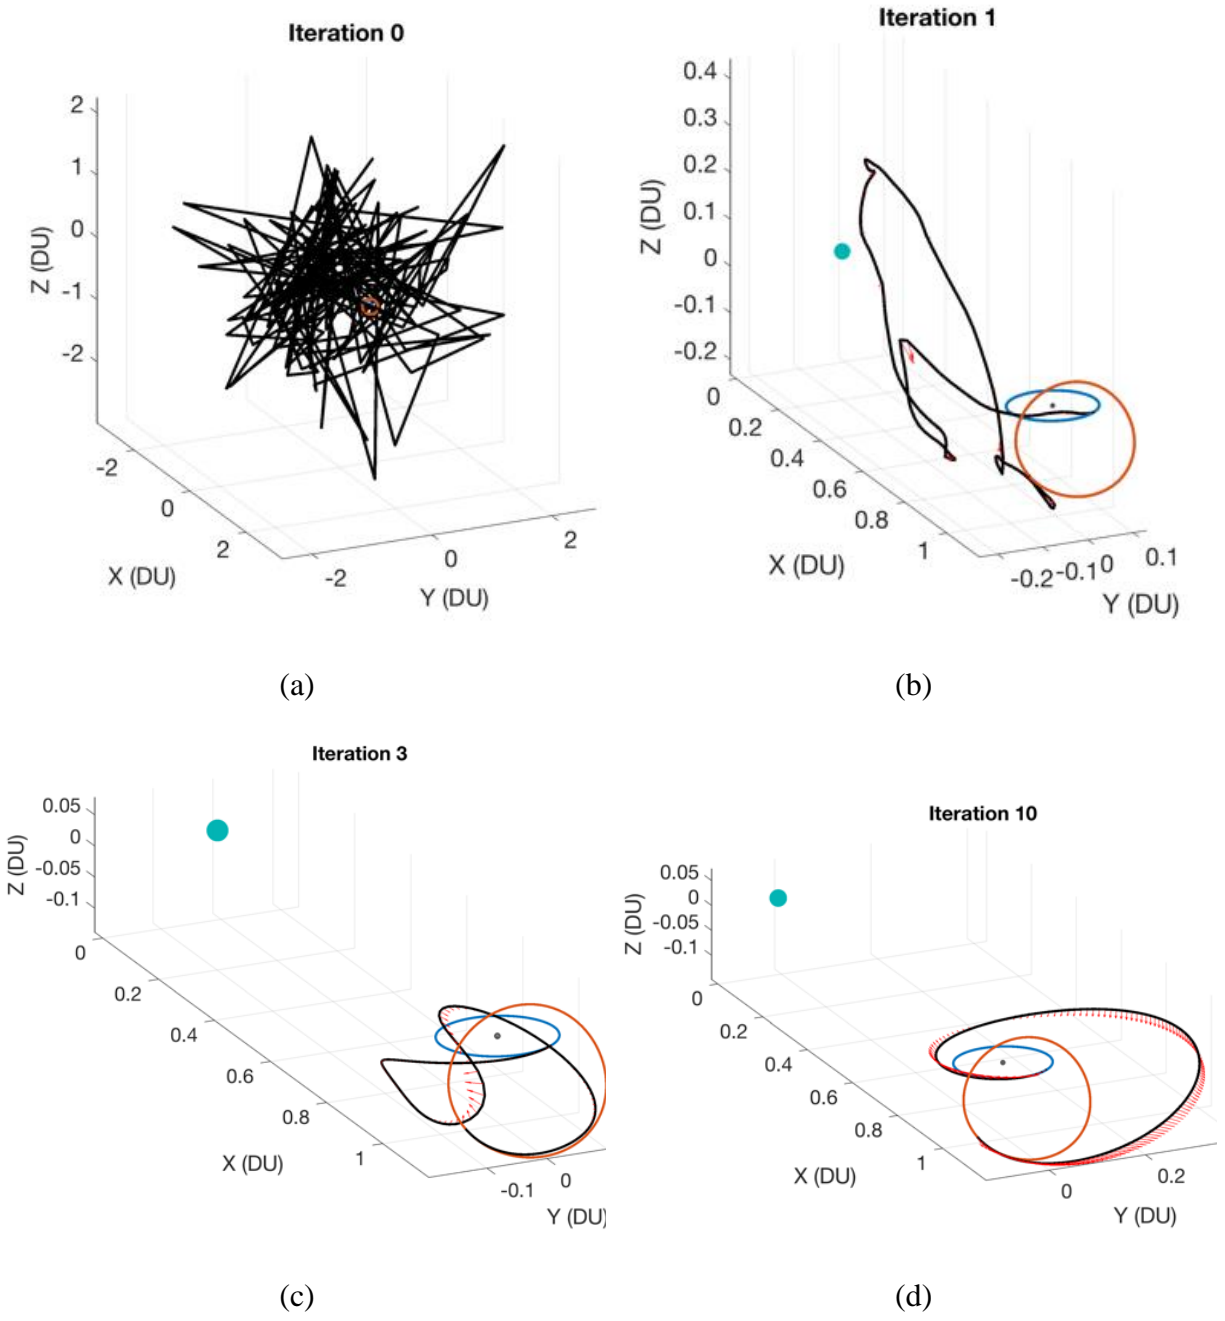 Iteration 0
2
1
0
-1
-2
Z (DU)
-2
0
2
X (DU)
-2
0
2
Y (DU)
(a)
Iteration 1
0.4
0.3
0.2
0.1
0
-0.1
-0.2
Z (DU)
0
0.2
0.4
0.6
0.8
1
X (DU)
-0.2
-0.1
0
0.1
Y (DU)
(b)
Iteration 3
0.05
0
-0.05
-0.1
Z (DU)
0
0.2
0.4
0.6
0.8
1
X (DU)
-0.1
0
Y (DU)
(c)
Iteration 10
0.05
0
-0.05
-0.1
Z (DU)
0
0.2
0.4
0.6
0.8
1
X (DU)
0
0.2
Y (DU)
(d)